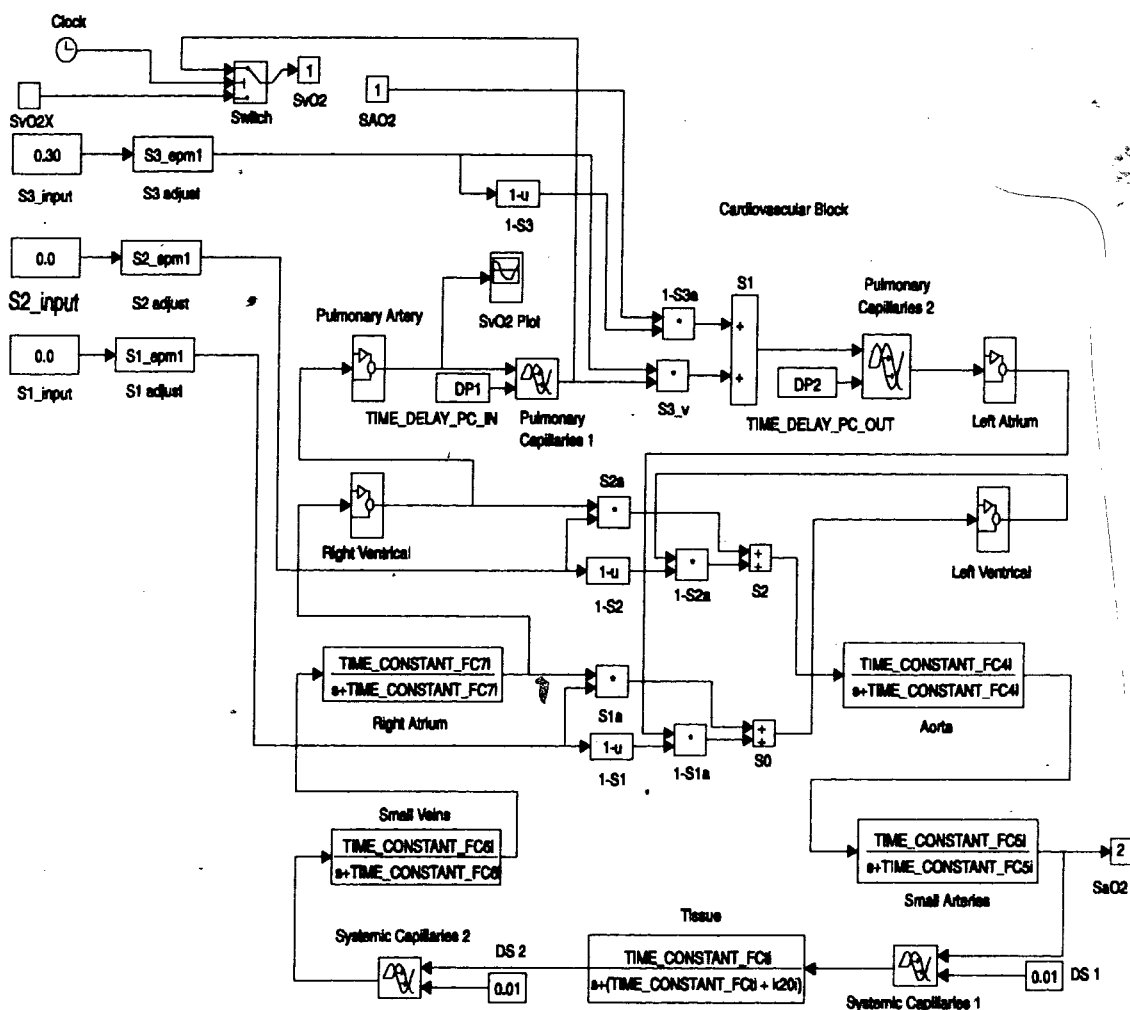 Clock
1
SvO2
Switch
SvO2X
1
SAO2
0.30
S3_input
S3_epm1
S3 adjust
1-u
1-S3
Cardiovascular Block
0.0
S2_input
S2_epm1
S2 adjust
0.0
S1_input
S1_epm1
S1 adjust
SvO2 Plot
Pulmonary Artery
DP1
TIME_DELAY_PC_IN
Pulmonary
Capillaries 1
1-S3a
*
S3_v
*
S1
+
+
Pulmonary
Capillaries 2
DP2
TIME_DELAY_PC_OUT
Left Atrium
Right Ventrical
S2a
*
1-u
1-S2
*
1-S2a
+
+
S2
Left Ventrical
TIME_CONSTANT_FC7i
s+TIME_CONSTANT_FC7i
Right Atrium
*
S1a
1-u
1-S1
*
1-S1a
+
+
S0
TIME_CONSTANT_FC4i
s+TIME_CONSTANT_FC4i
Aorta
Small Veins
TIME_CONSTANT_FC6i
s+TIME_CONSTANT_FC6i
TIME_CONSTANT_FC5i
s+TIME_CONSTANT_FC5i
Small Arteries
2
SaO2
Systemic Capillaries 2
DS 2
0.01
Tissue
TIME_CONSTANT_FCti
s+(TIME_CONSTANT_FCti + k20i)
Systemic Capillaries 1
0.01
DS 1